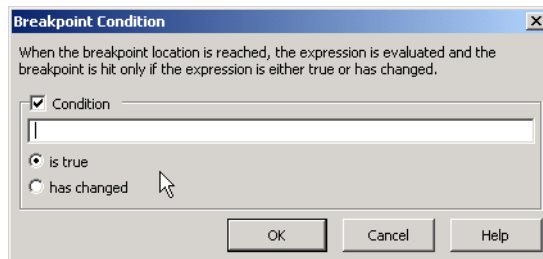 Breakpoint Condition
When the breakpoint location is reached, the expression is evaluated and the
breakpoint is hit only if the expression is either true or has changed.
Condition
is true
has changed
OK Cancel Help